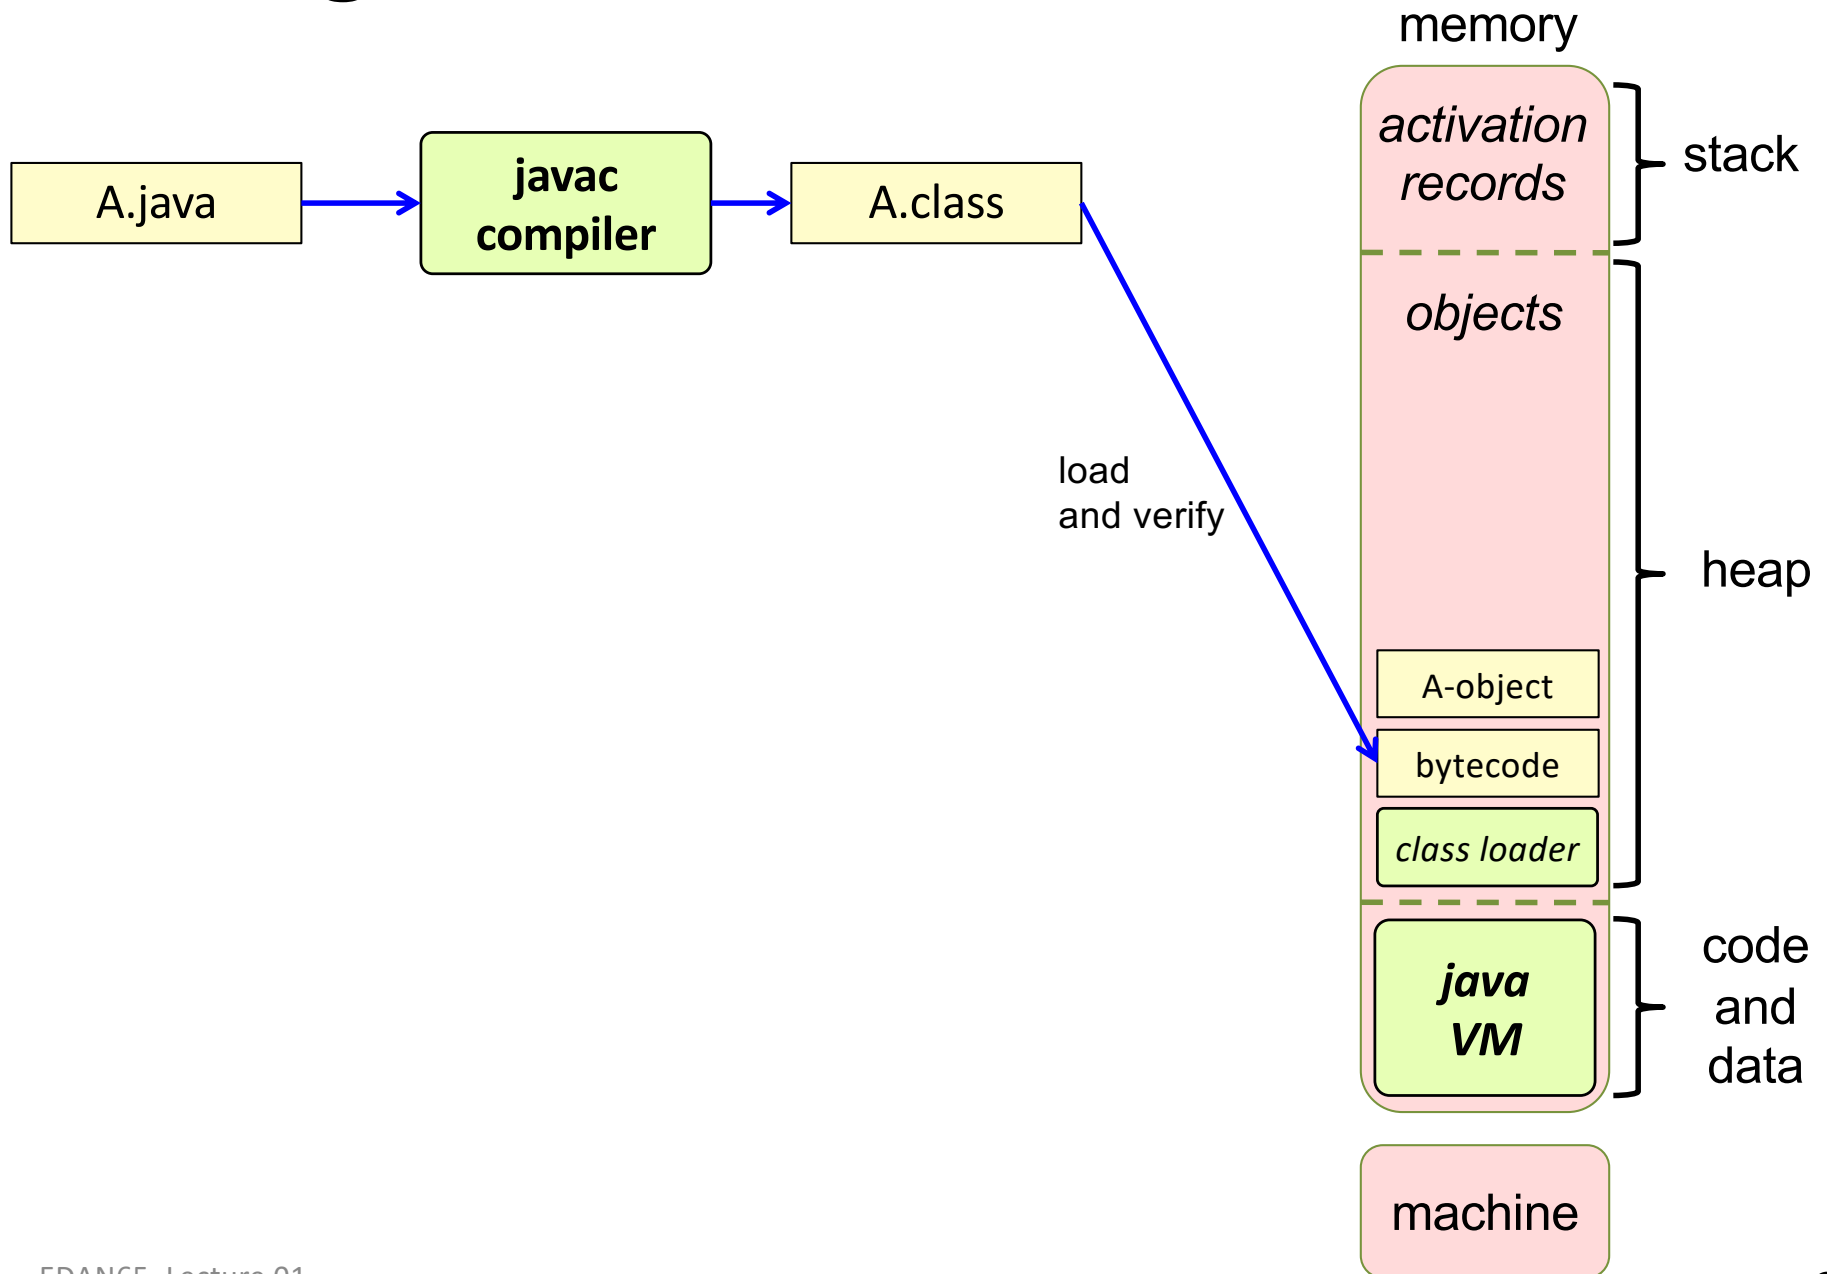 memory
activation
records
stack
A.java
javac
compiler
A.class
objects
load
and verify
heap
A-object
bytecode
class loader
java
VM
code
and
data
machine